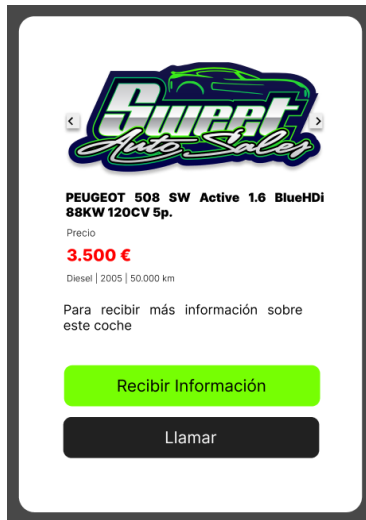 Sweet
Auto Sales
PEUGEOT 508 SW Active 1.6 BlueHDi
88KW 120CV 5p.
Precio
3.500 €
Diesel | 2005 | 50.000 km
Para recibir más información sobre
este coche
Recibir Información
Llamar